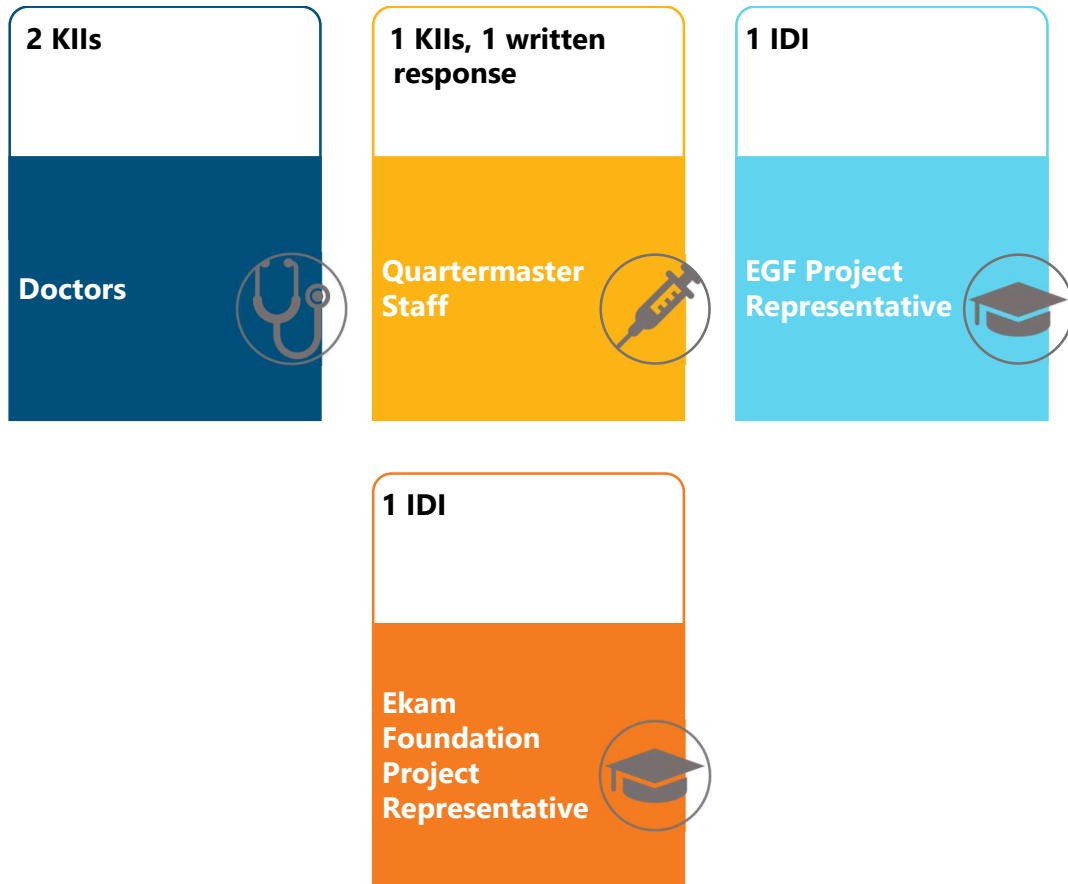 2 KIIs
Doctors
1 KIIs, 1 written
response
Quartermaster
Staff
1 IDI
EGF Project
Representative
1 IDI
Ekam
Foundation
Project
Representative